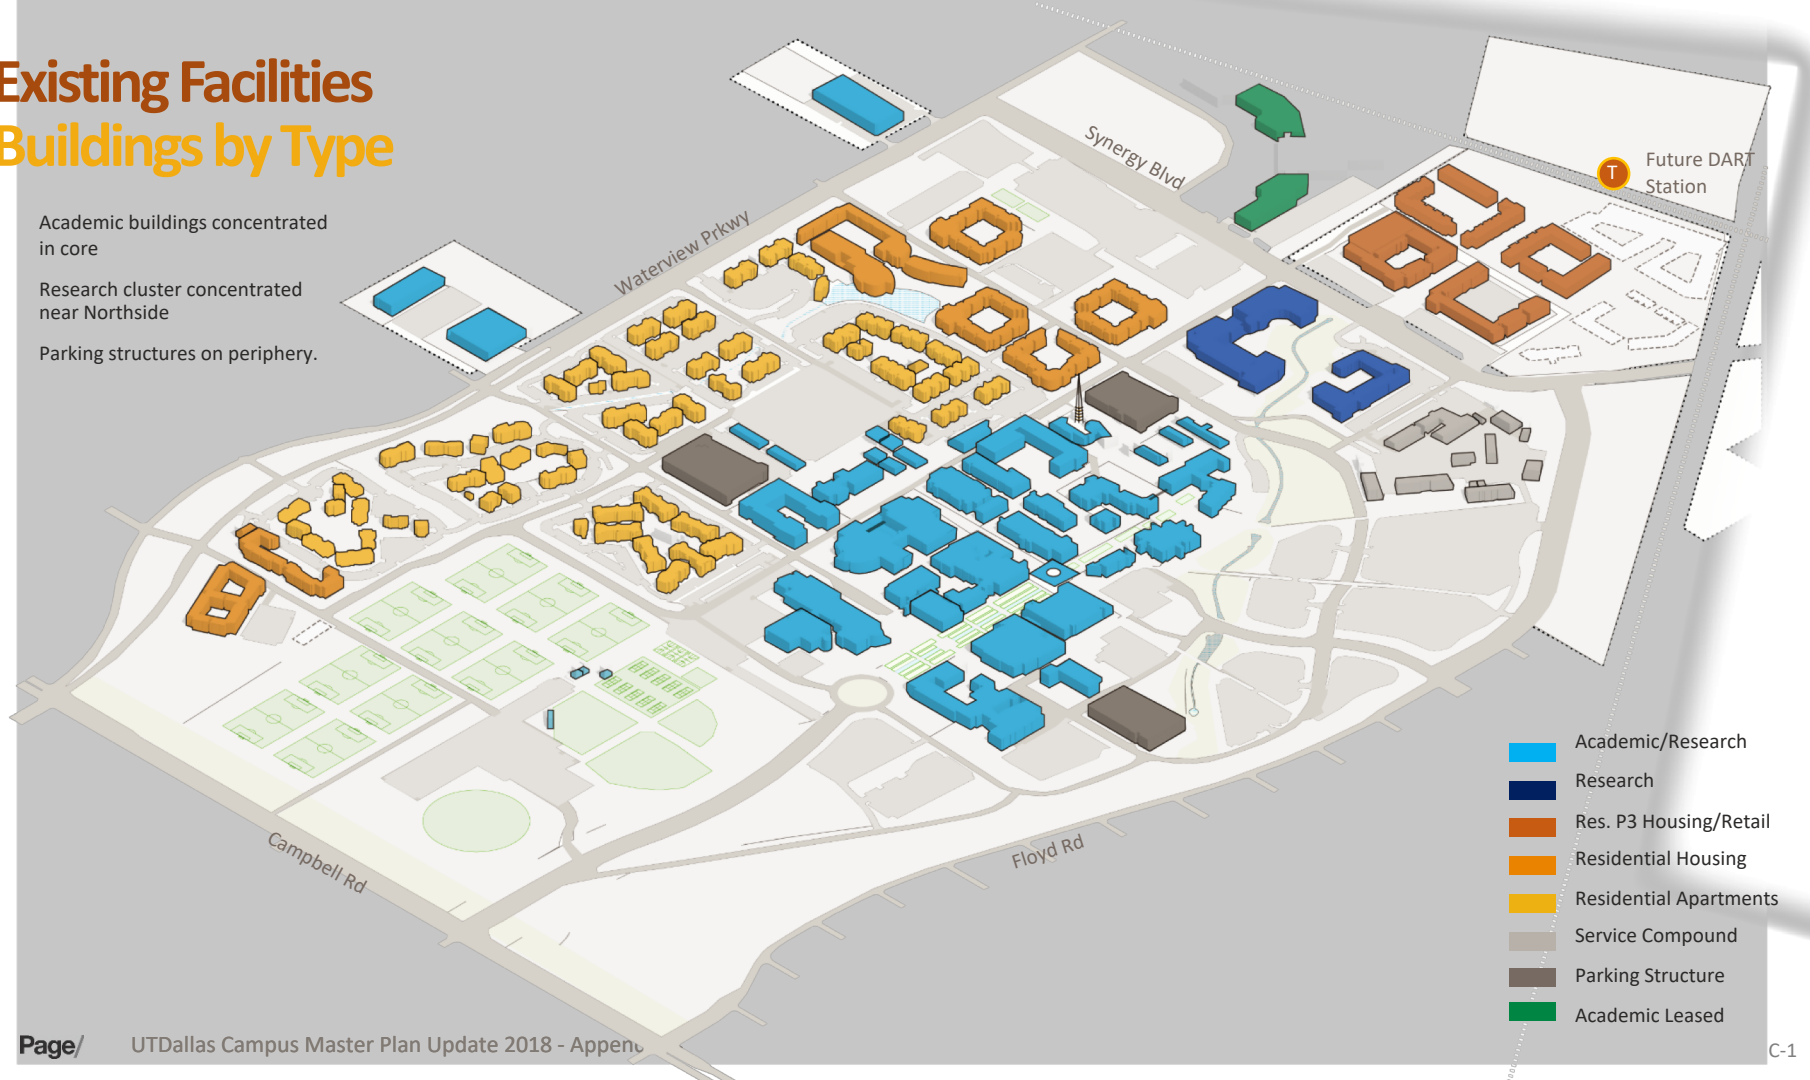 Existing Facilities
Buildings by Type
Academic buildings concentrated
in core
Research cluster concentrated
near Northside
Parking structures on periphery.
Waterview Prkwy
Synergy Blvd
T
Future DART
Station
Campbell Rd
Floyd Rd
Academic/Research
Research
Res. P3 Housing/Retail
Residential Housing
Residential Apartments
Service Compound
Parking Structure
Academic Leased
Page/
UTDallas Campus Master Plan Update 2018 - Appen
C-1